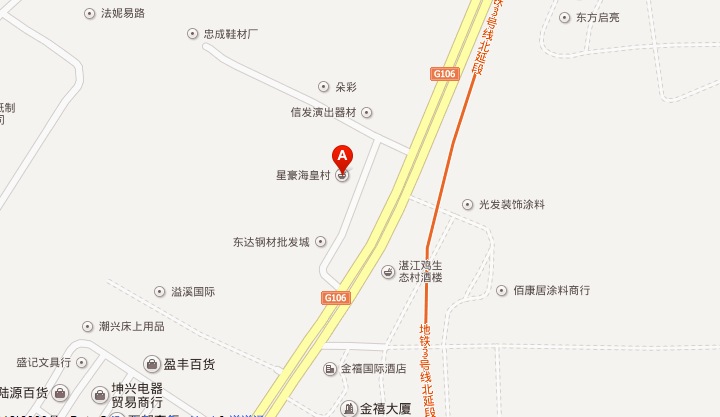 法妮易路
东方启亮
忠成鞋材厂
地铁3号线北延段
G106
朵彩
信发演出器材
A
星豪海皇村
光发装饰涂料
东达钢材批发城
湛江鸡生
态村酒楼
溢溪国际
G106
佰康居涂料商行
潮兴床上用品
地铁3号线北延段
盛记文具行
盈丰百货
金禧国际酒店
陆源百货
坤兴电器
贸易商行
金禧大厦